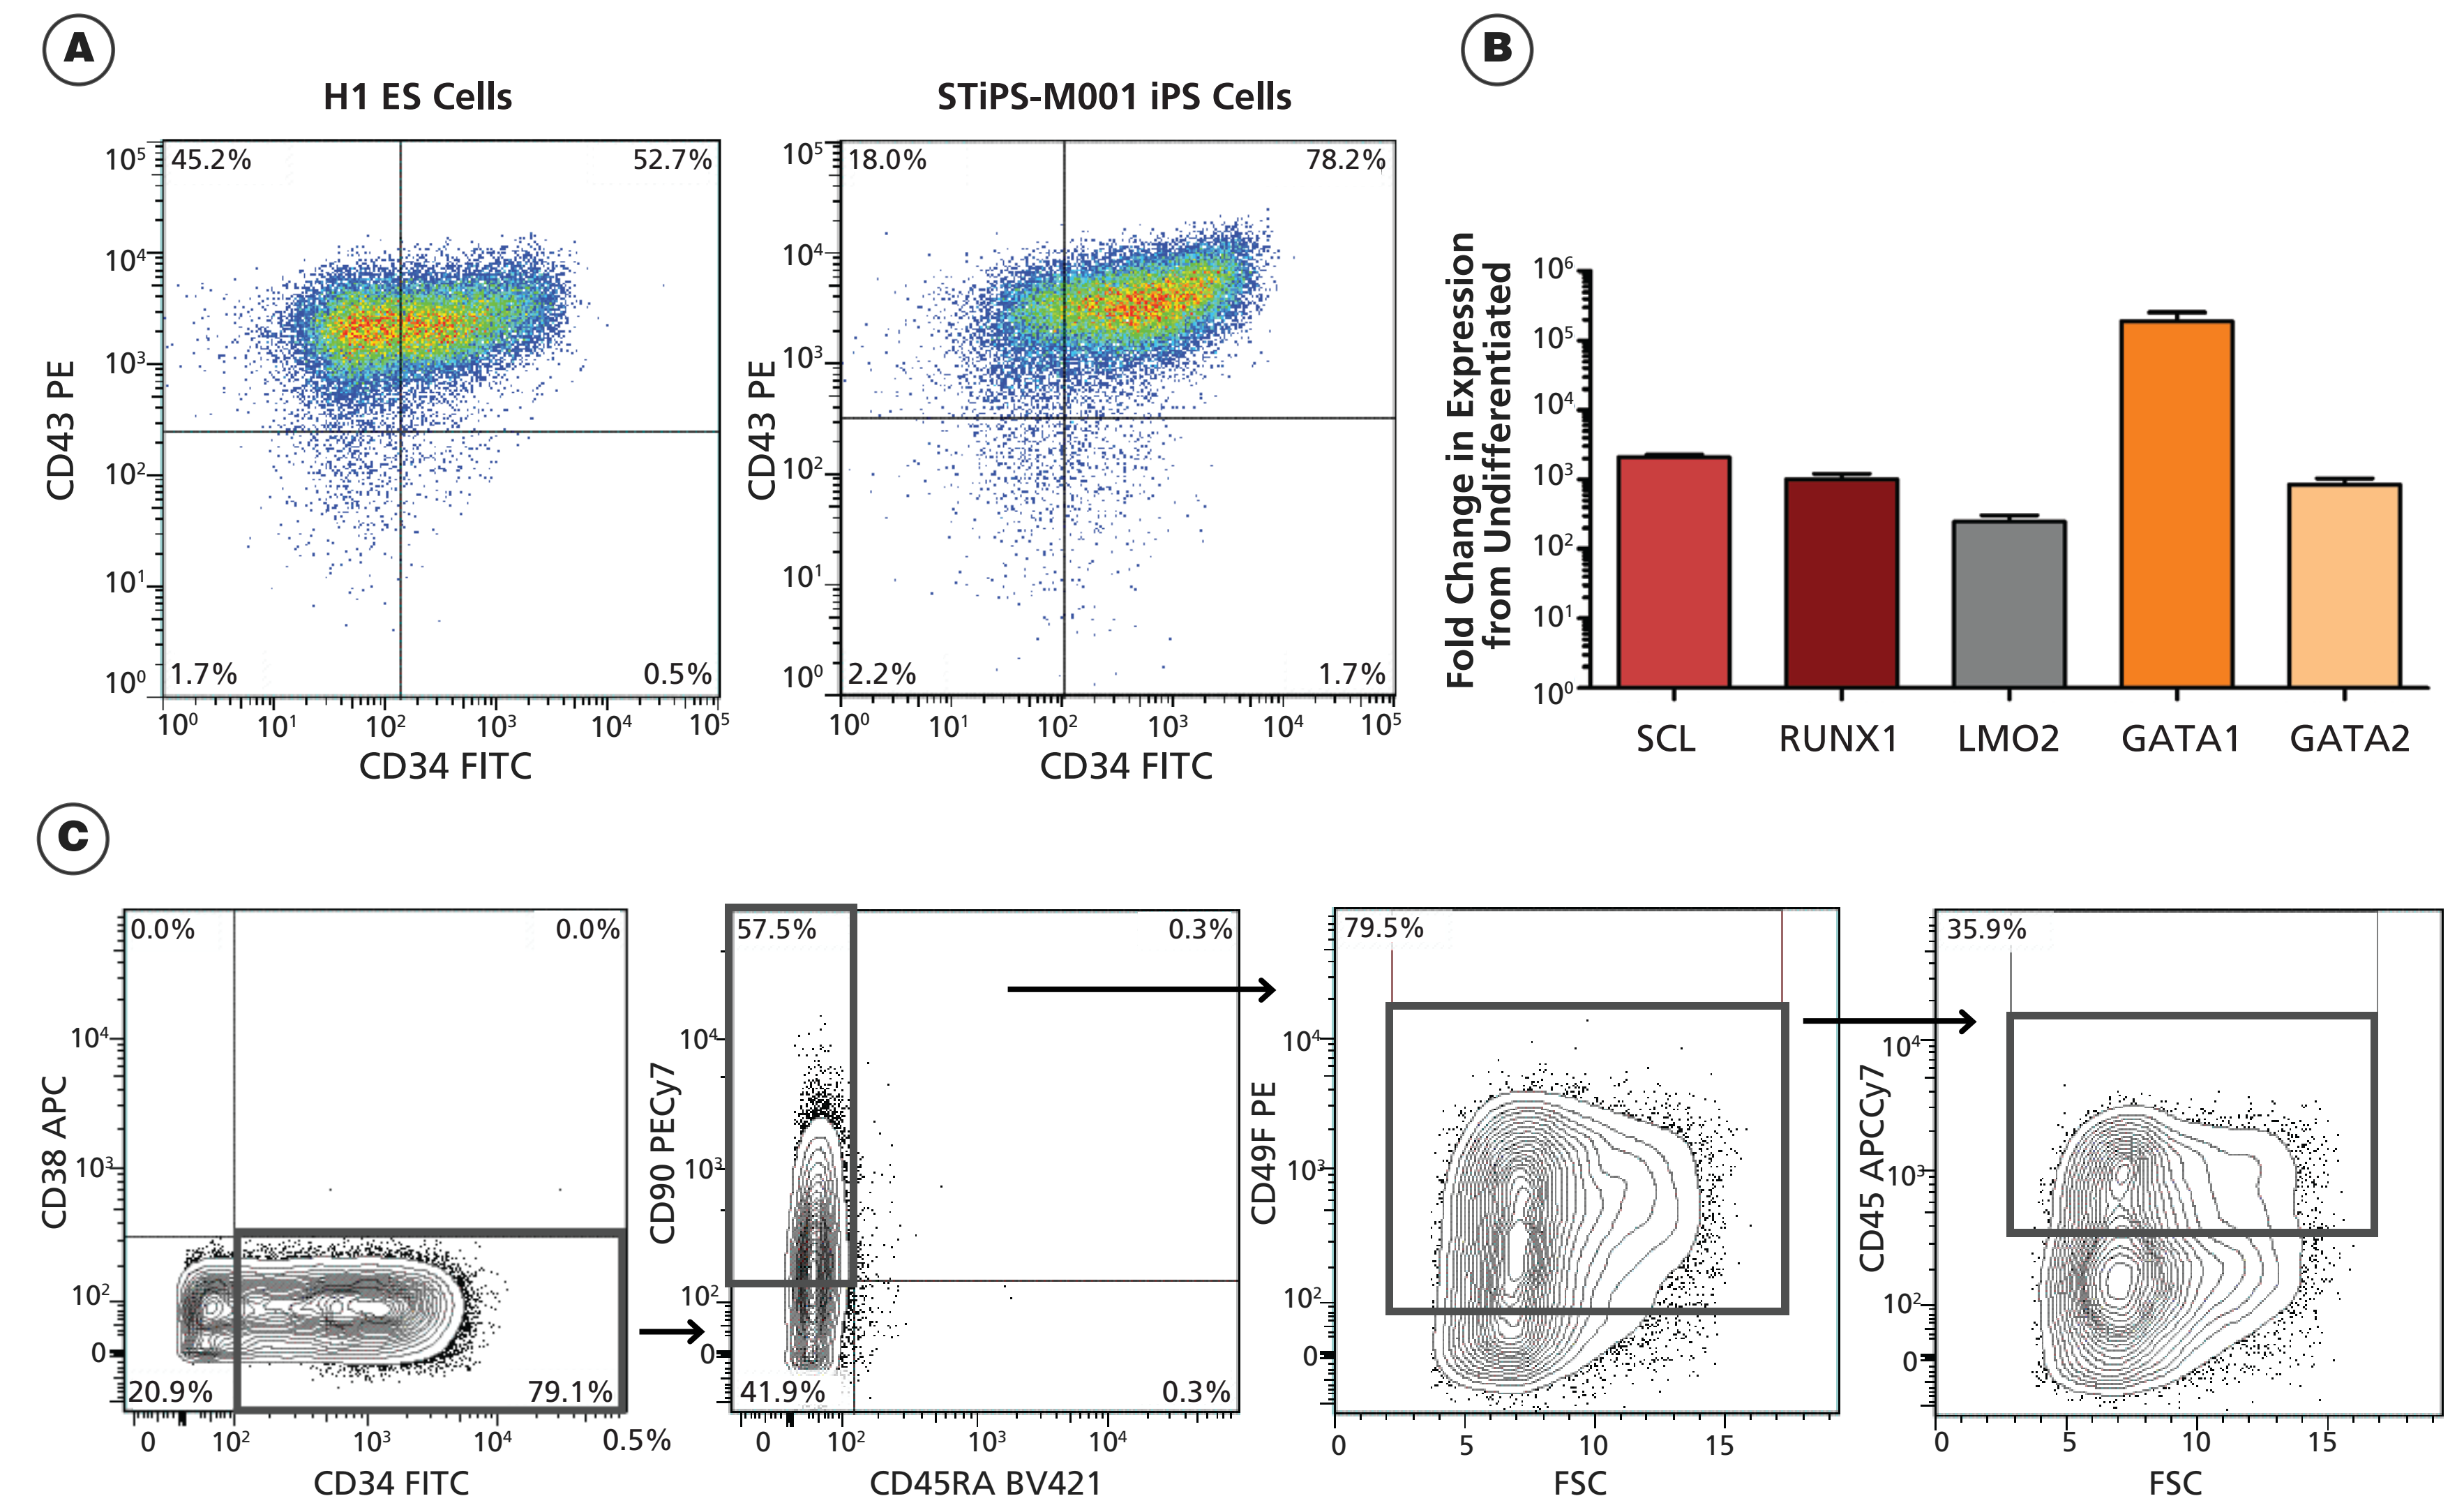 A
H1 ES Cells
10⁵
10⁴
10³
10²
10¹
10⁰
CD43 PE
45.2%
52.7%
1.7%
0.5%
10⁰ 10¹ 10² 10³ 10⁴ 10⁵
CD34 FITC
STiPS-M001 iPS Cells
10⁵
10⁴
10³
10²
10¹
10⁰
CD43 PE
18.0%
78.2%
2.2%
1.7%
10⁰ 10¹ 10² 10³ 10⁴ 10⁵
CD34 FITC
B
Fold Change in Expression
from Undifferentiated
10⁶
10⁵
10⁴
10³
10²
10¹
10⁰
SCL RUNX1 LMO2 GATA1 GATA2
C
CD38 APC
10⁴
10³
10²
0
0.0%
0.0%
20.9%
79.1%
0 10² 10³ 10⁴ 0.5%
CD34 FITC
CD90 PECy7
10⁴
10³
10²
0
57.5%
0.3%
41.9%
0.3%
0 10² 10³ 10⁴
CD45RA BV421
CD49F PE
10⁴
10³
10²
0
79.5%
0 5 10 15
FSC
CD45 APCCy7
10⁴
10³
10²
0
35.9%
0 5 10 15
FSC